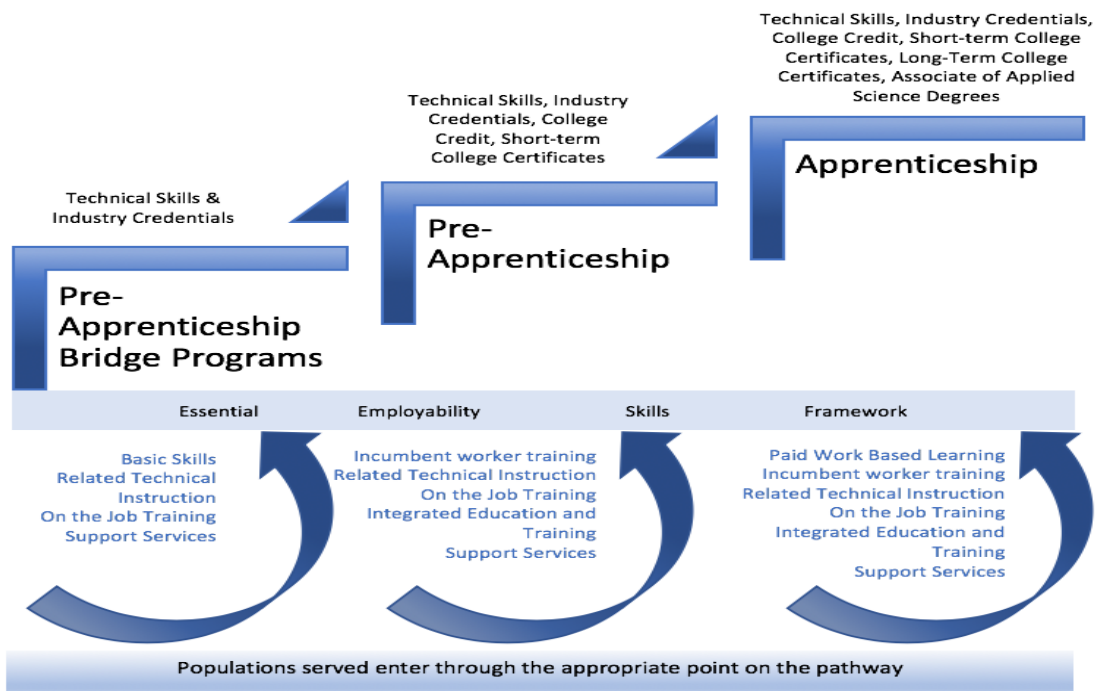 Technical Skills, Industry Credentials,
College Credit, Short-term College
Certificates, Long-Term College
Certificates, Associate of Applied
Science Degrees
Technical Skills, Industry
Credentials, College
Credit, Short-term
College Certificates
Technical Skills &
Industry Credentials
Apprenticeship
Pre-
Apprenticeship
Pre-
Apprenticeship
Bridge Programs
Essential Employability Skills Framework
Basic Skills
Related Technical
Instruction
On the Job Training
Support Services
Incumbent worker training
Related Technical Instruction
On the Job Training
Integrated Education and
Training
Support Services
Paid Work Based Learning
Incumbent worker training
Related Technical Instruction
On the Job Training
Integrated Education and
Training
Support Services
Populations served enter through the appropriate point on the pathway